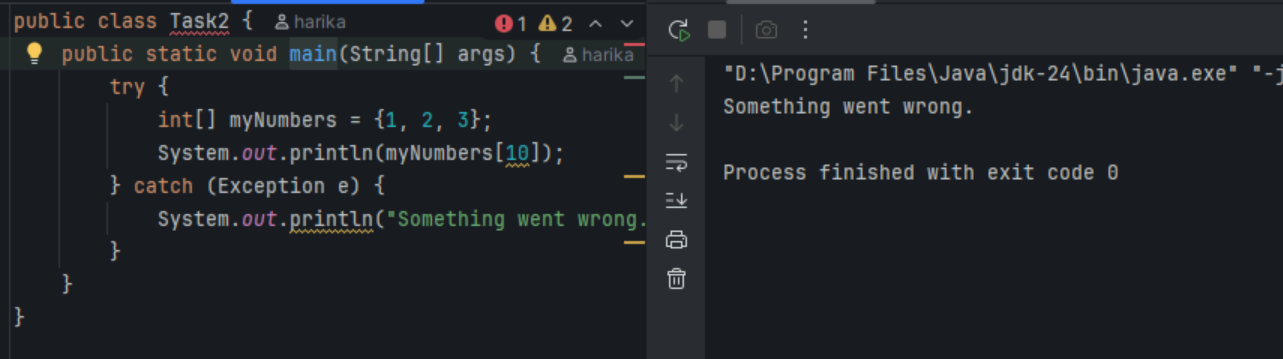 public class Task2 { harika 1 2
public static void main(String[] args) { harika
try {
int[] myNumbers = {1, 2, 3};
System.out.println(myNumbers[10]);
} catch (Exception e) {
System.out.println("Something went wrong.
}
}
}
"D:\Program Files\Java\jdk-24\bin\java.exe" "-j
Something went wrong.
Process finished with exit code 0